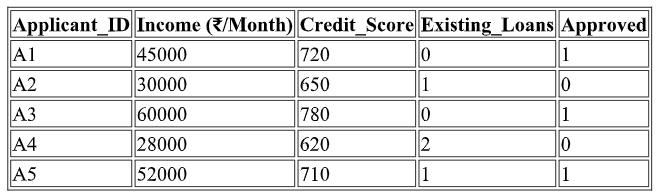 Applicant_ID Income (₹/Month) Credit_Score Existing_Loans Approved
A1 45000 720 0 1
A2 30000 650 1 0
A3 60000 780 0 1
A4 28000 620 2 0
A5 52000 710 1 1